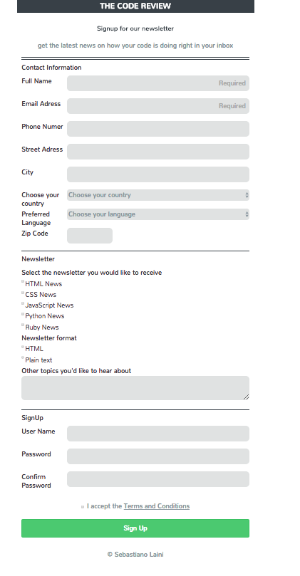 THE CODE REVIEW
Signup for our newsletter
get the latest news on how your code is doing right in your inbox
Contact Information
Full Name
Required
Email Adress
Required
Phone Numer
Street Adress
City
Choose your country
Choose your country
Preferred Language
Choose your language
Zip Code
Newsletter
Select the newsletter you would like to receive
HTML News
CSS News
JavaScript News
Python News
Ruby News
Newsletter format
HTML
Plain text
Other topics you'd like to hear about
SignUp
User Name
Password
Confirm Password
I accept the Terms and Conditions
Sign Up
© Sebastiano Laini